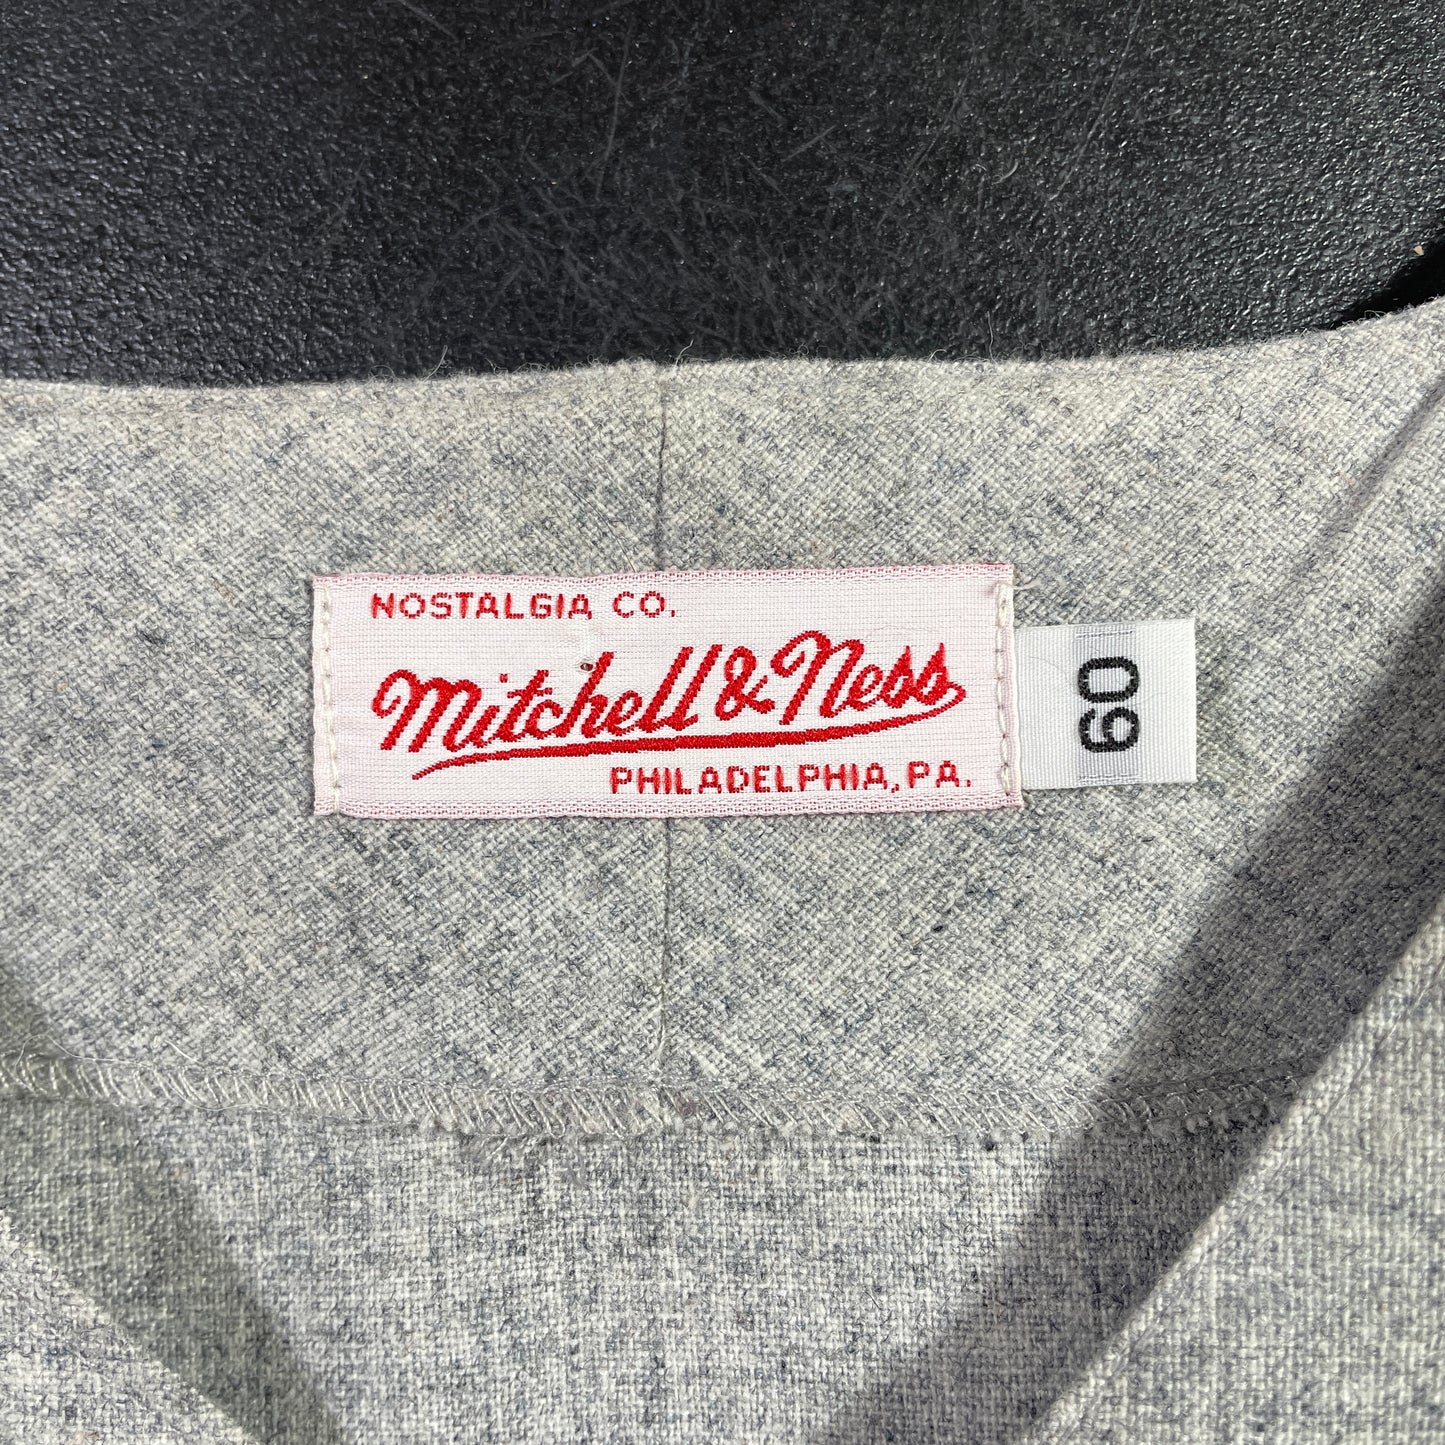 NOSTALGIA CO.
Mitchell & Ness
PHILADELPHIA, PA.
60